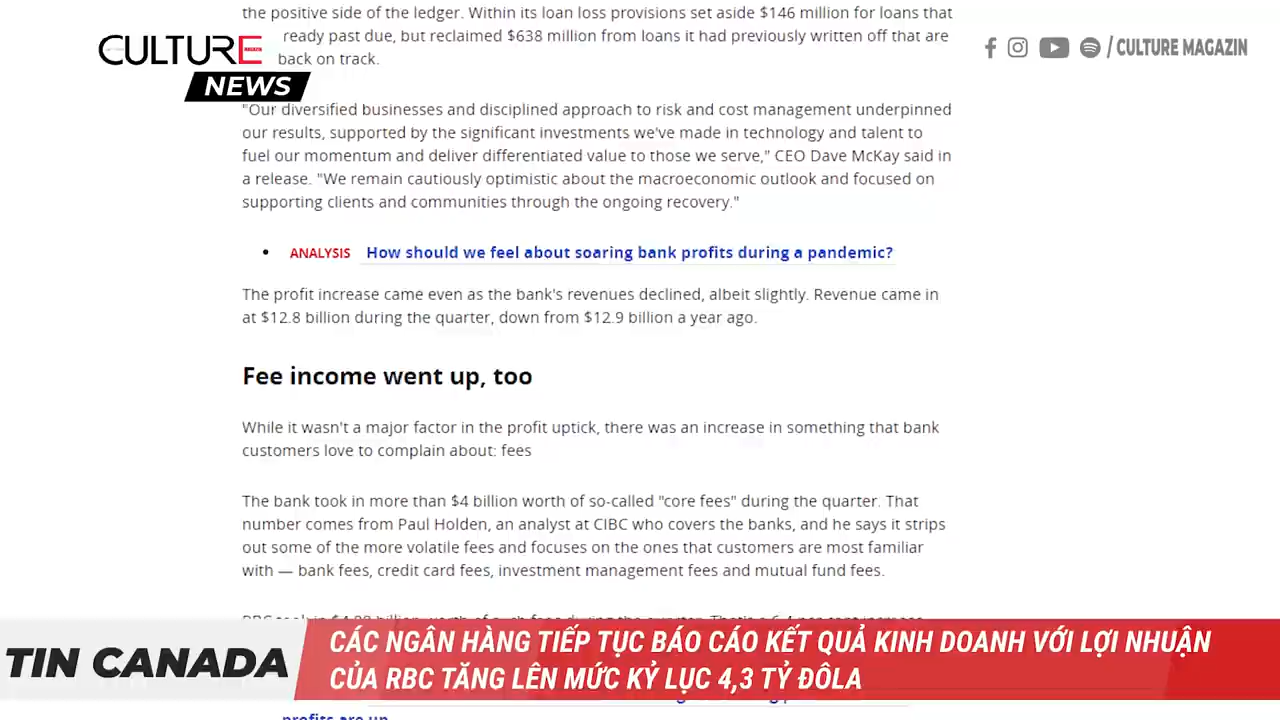 the positive side of the ledger. Within its loan loss provisions set aside $146 million for loans that
CULTURE
MAGAZIN
NEWS
/ CULTURE MAGAZIN
ready past due, but reclaimed $638 million from loans it had previously written off that are
back on track.
"Our diversified businesses and disciplined approach to risk and cost management underpinned
our results, supported by the significant investments we've made in technology and talent to
fuel our momentum and deliver differentiated value to those we serve," CEO Dave McKay said in
a release. "We remain cautiously optimistic about the macroeconomic outlook and focused on
supporting clients and communities through the ongoing recovery."
• ANALYSIS How should we feel about soaring bank profits during a pandemic?
The profit increase came even as the bank's revenues declined, albeit slightly. Revenue came in
at $12.8 billion during the quarter, down from $12.9 billion a year ago.
Fee income went up, too
While it wasn't a major factor in the profit uptick, there was an increase in something that bank
customers love to complain about: fees
The bank took in more than $4 billion worth of so-called "core fees" during the quarter. That
number comes from Paul Holden, an analyst at CIBC who covers the banks, and he says it strips
out some of the more volatile fees and focuses on the ones that customers are most familiar
with — bank fees, credit card fees, investment management fees and mutual fund fees.
TIN CANADA
CÁC NGÂN HÀNG TIẾP TỤC BÁO CÁO KẾT QUẢ KINH DOANH VỚI LỢI NHUẬN
CỦA RBC TĂNG LÊN MỨC KỶ LỤC 4,3 TỶ ĐÔLA
profits are up